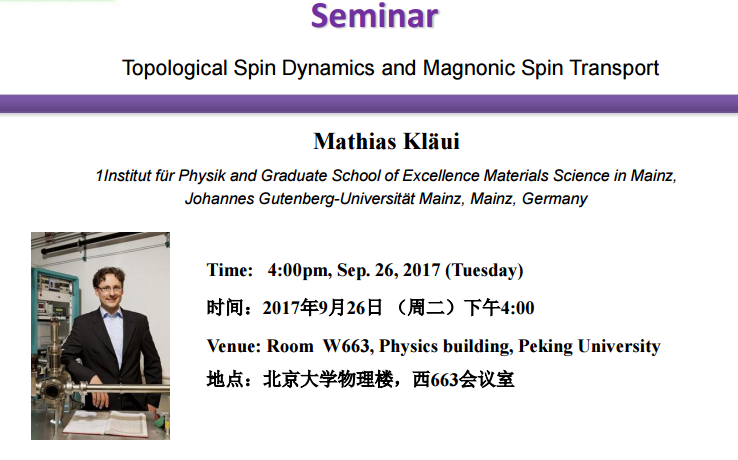 Seminar
Topological Spin Dynamics and Magnonic Spin Transport
Mathias Kläui
1Institut für Physik and Graduate School of Excellence Materials Science in Mainz,
Johannes Gutenberg-Universität Mainz, Mainz, Germany
Time: 4:00pm, Sep. 26, 2017 (Tuesday)
时间：2017年9月26日 （周二）下午4:00
Venue: Room W663, Physics building, Peking University
地点：北京大学物理楼，西663会议室